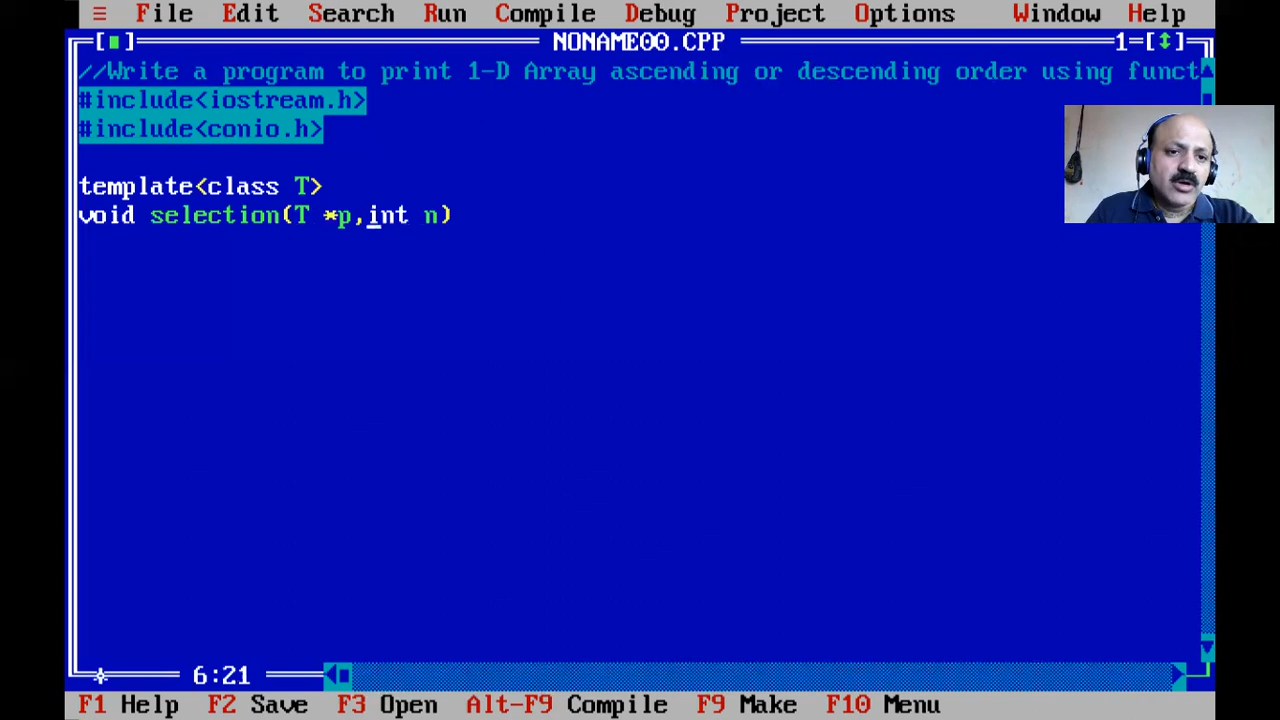 ≡ File Edit Search Run Compile Debug Project Options Window Help
[■] NONAME00.CPP 1=[↕]
//Write a program to print 1-D Array ascending or descending order using funct
#include<iostream.h>
#include<conio.h>
template<class T>
void selection(T *p,int n)
6:21
F1 Help F2 Save F3 Open Alt-F9 Compile F9 Make F10 Menu